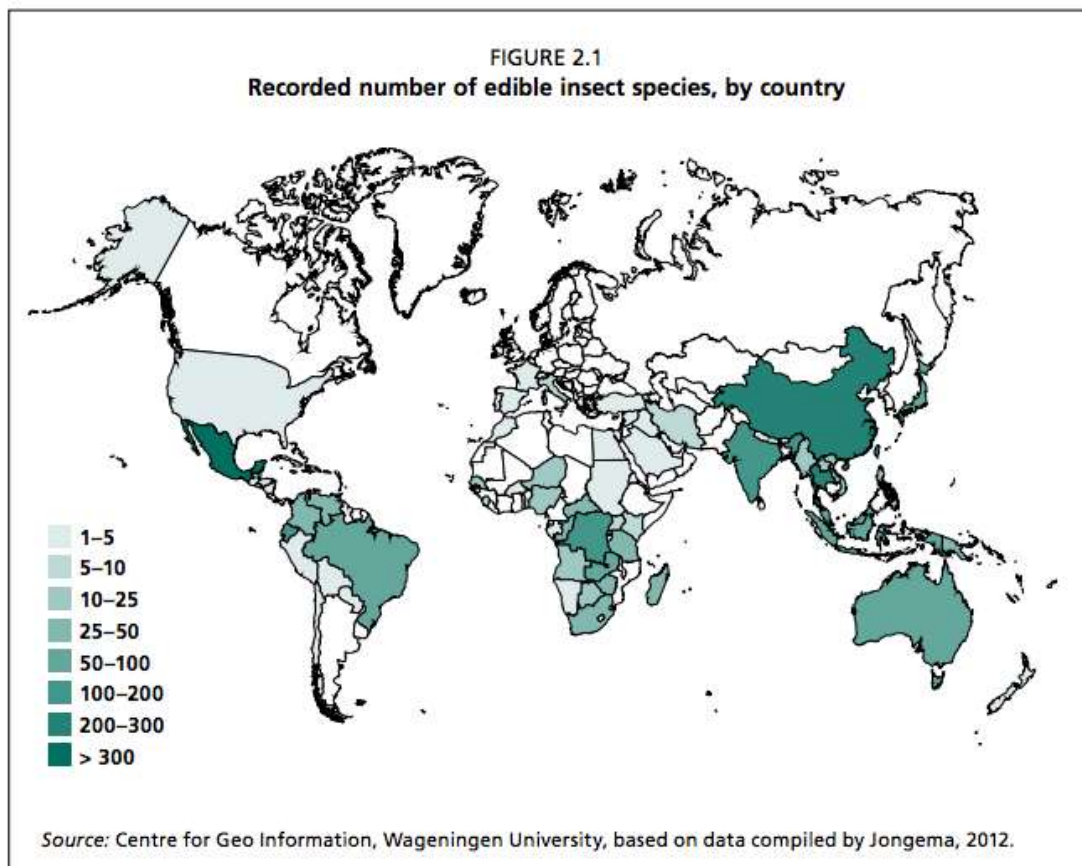 FIGURE 2.1
Recorded number of edible insect species, by country
1–5
5–10
10–25
25–50
50–100
100–200
200–300
> 300
Source: Centre for Geo Information, Wageningen University, based on data compiled by Jongema, 2012.